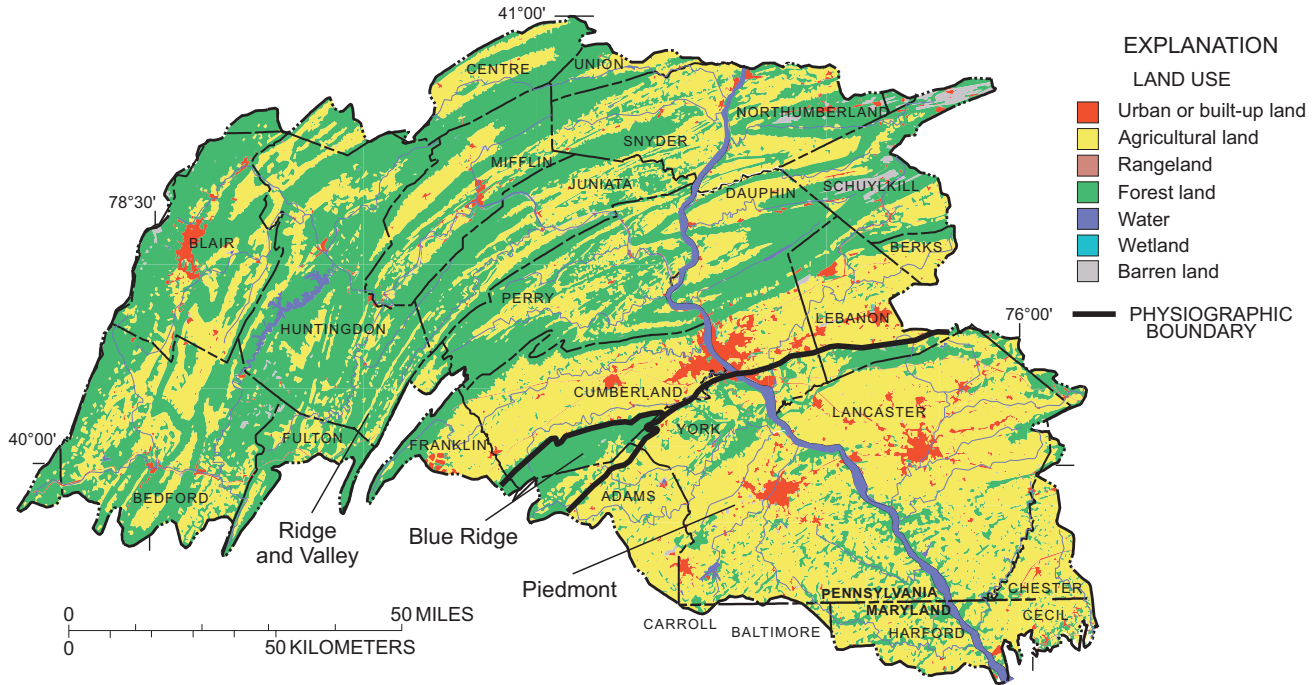 41°00'
EXPLANATION
LAND USE
Urban or built-up land
Agricultural land
Rangeland
Forest land
Water
Wetland
Barren land
PHYSIOGRAPHIC
BOUNDARY
CENTRE
UNION
NORTHUMBERLAND
SNYDER
MIFFLIN
JUNIATA
DAUPHIN
SCHUYLKILL
78°30'
BLAIR
BERKS
PERRY
LEBANON
HUNTINGDON
76°00'
CUMBERLAND
LANCASTER
YORK
40°00'
FULTON
FRANKLIN
BEDFORD
ADAMS
Ridge
and Valley
Blue Ridge
Piedmont
PENNSYLVANIA
MARYLAND
CHESTER
CECIL
CARROLL
BALTIMORE
HARFORD
0 50 MILES
0 50 KILOMETERS